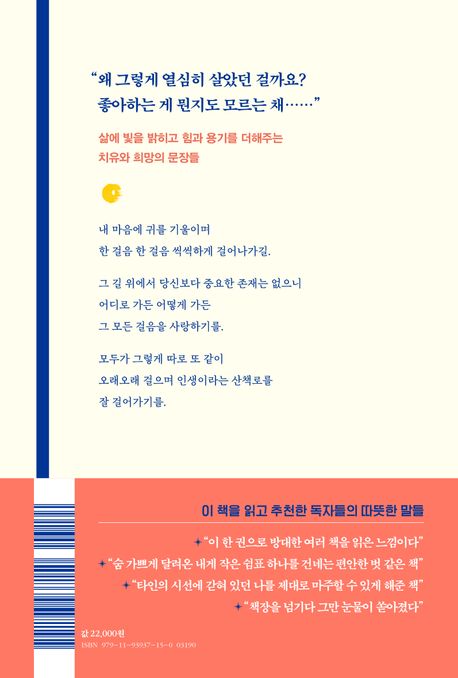 “왜 그렇게 열심히 살았던 걸까요?
좋아하는 게 뭔지도 모르는 채……”
삶에 빛을 밝히고 힘과 용기를 더해주는
치유와 희망의 문장들
내 마음에 귀를 기울이며
한 걸음 한 걸음 씩씩하게 걸어나가길.
그 길 위에서 당신보다 중요한 존재는 없으니
어디로 가든 어떻게 가든
그 모든 걸음을 사랑하기를.
모두가 그렇게 따로 또 같이
오래오래 걸으며 인생이라는 산책로를
잘 걸어가기를.
이 책을 읽고 추천한 독자들의 따뜻한 말들
“이 한 권으로 방대한 여러 책을 읽은 느낌이다”
“숨 가쁘게 달려온 내게 작은 쉼표 하나를 건네는 편안한 벗 같은 책”
“타인의 시선에 갇혀 있던 나를 제대로 마주할 수 있게 해준 책”
“책장을 넘기다 그만 눈물이 쏟아졌다”
값 22,000원
ISBN 979-11-93937-15-0 03190